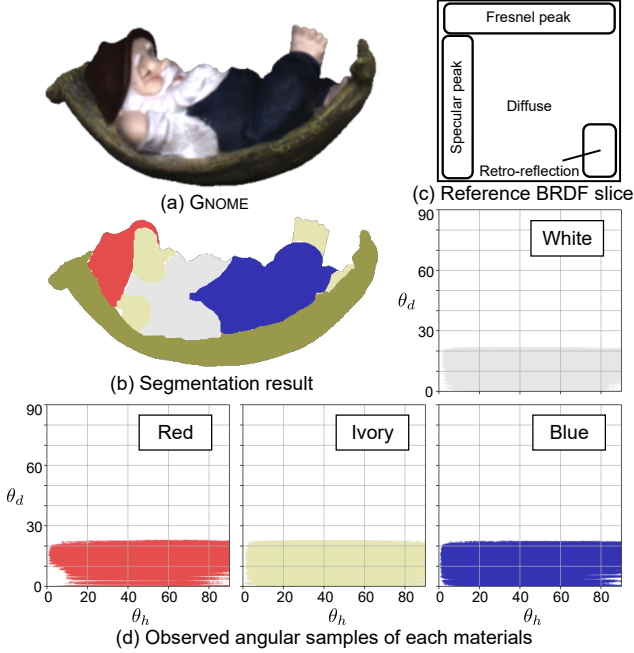 Fresnel peak
Specular peak
Diffuse
Retro-reflection
(a) GNOME
(c) Reference BRDF slice
(b) Segmentation result
90
60
30
0
θd
White
90
60
30
0
θd
Red
Ivory
Blue
0 20 40 60 80
0 20 40 60 80
0 20 40 60 80
θh
θh
θh
(d) Observed angular samples of each materials